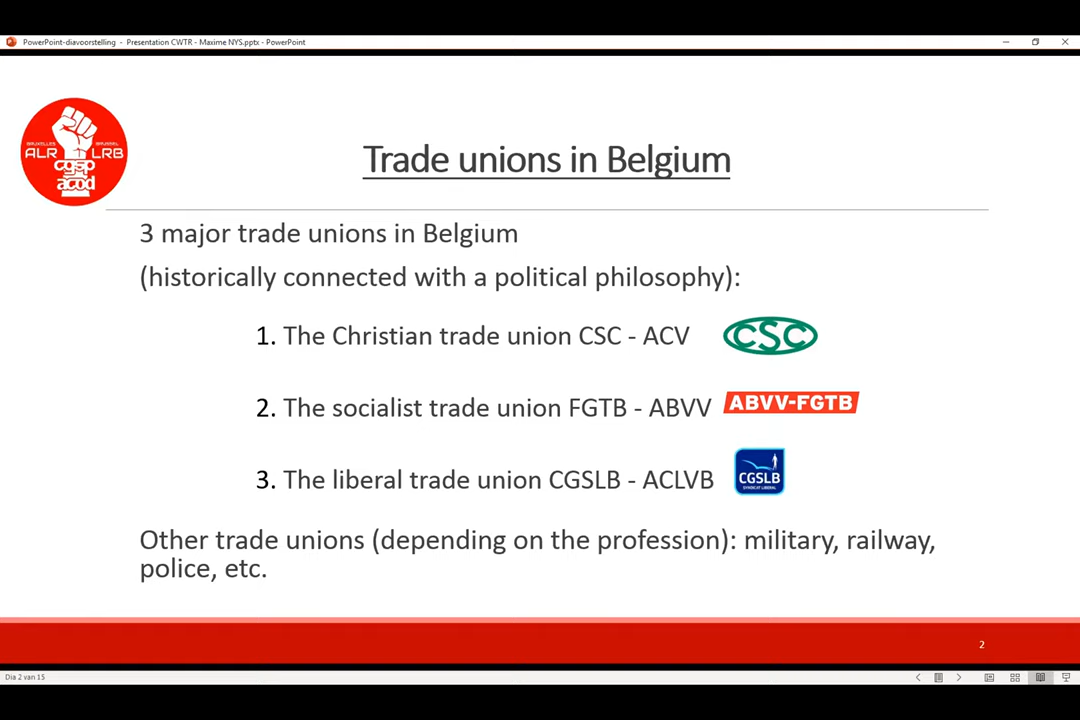 PowerPoint-diavoorstelling - Presentation CWTR - Maxime NYS.pptx - PowerPoint
BRUXELLES BRUSSEL
ALR LRB
cgsp
acod
Trade unions in Belgium
3 major trade unions in Belgium
(historically connected with a political philosophy):
1. The Christian trade union CSC - ACV
CSC
2. The socialist trade union FGTB - ABVV
ABVV-FGTB
3. The liberal trade union CGSLB - ACLVB
CGSLB
SYNDICAT LIBERAL
Other trade unions (depending on the profession): military, railway,
police, etc.
2
Dia 2 van 15